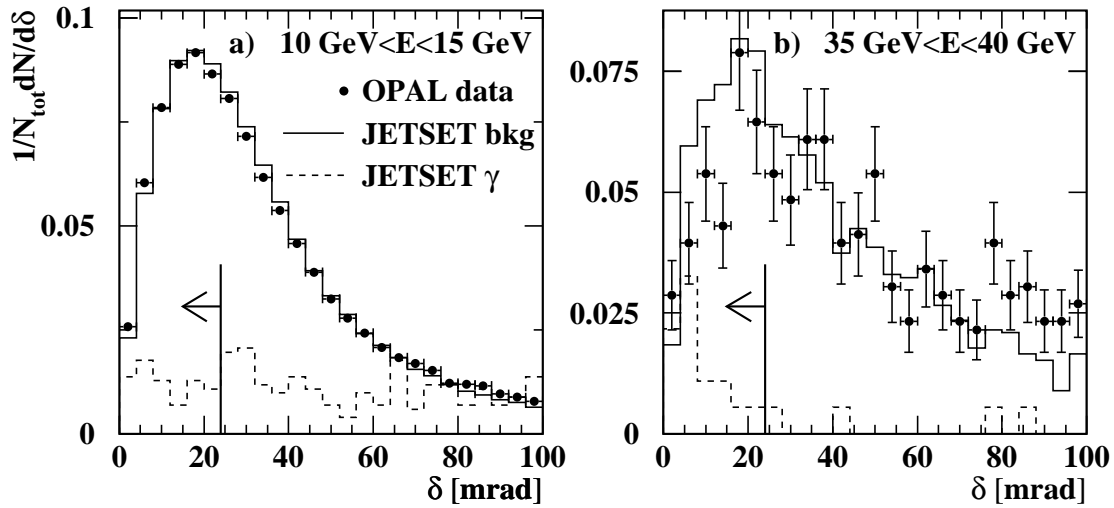 1/N_tot dN/dδ
0.1
0.05
0
a) 10 GeV<E<15 GeV
OPAL data
JETSET bkg
JETSET γ
0 20 40 60 80 100
δ [mrad]
b) 35 GeV<E<40 GeV
0.075
0.05
0.025
0
0 20 40 60 80 100
δ [mrad]